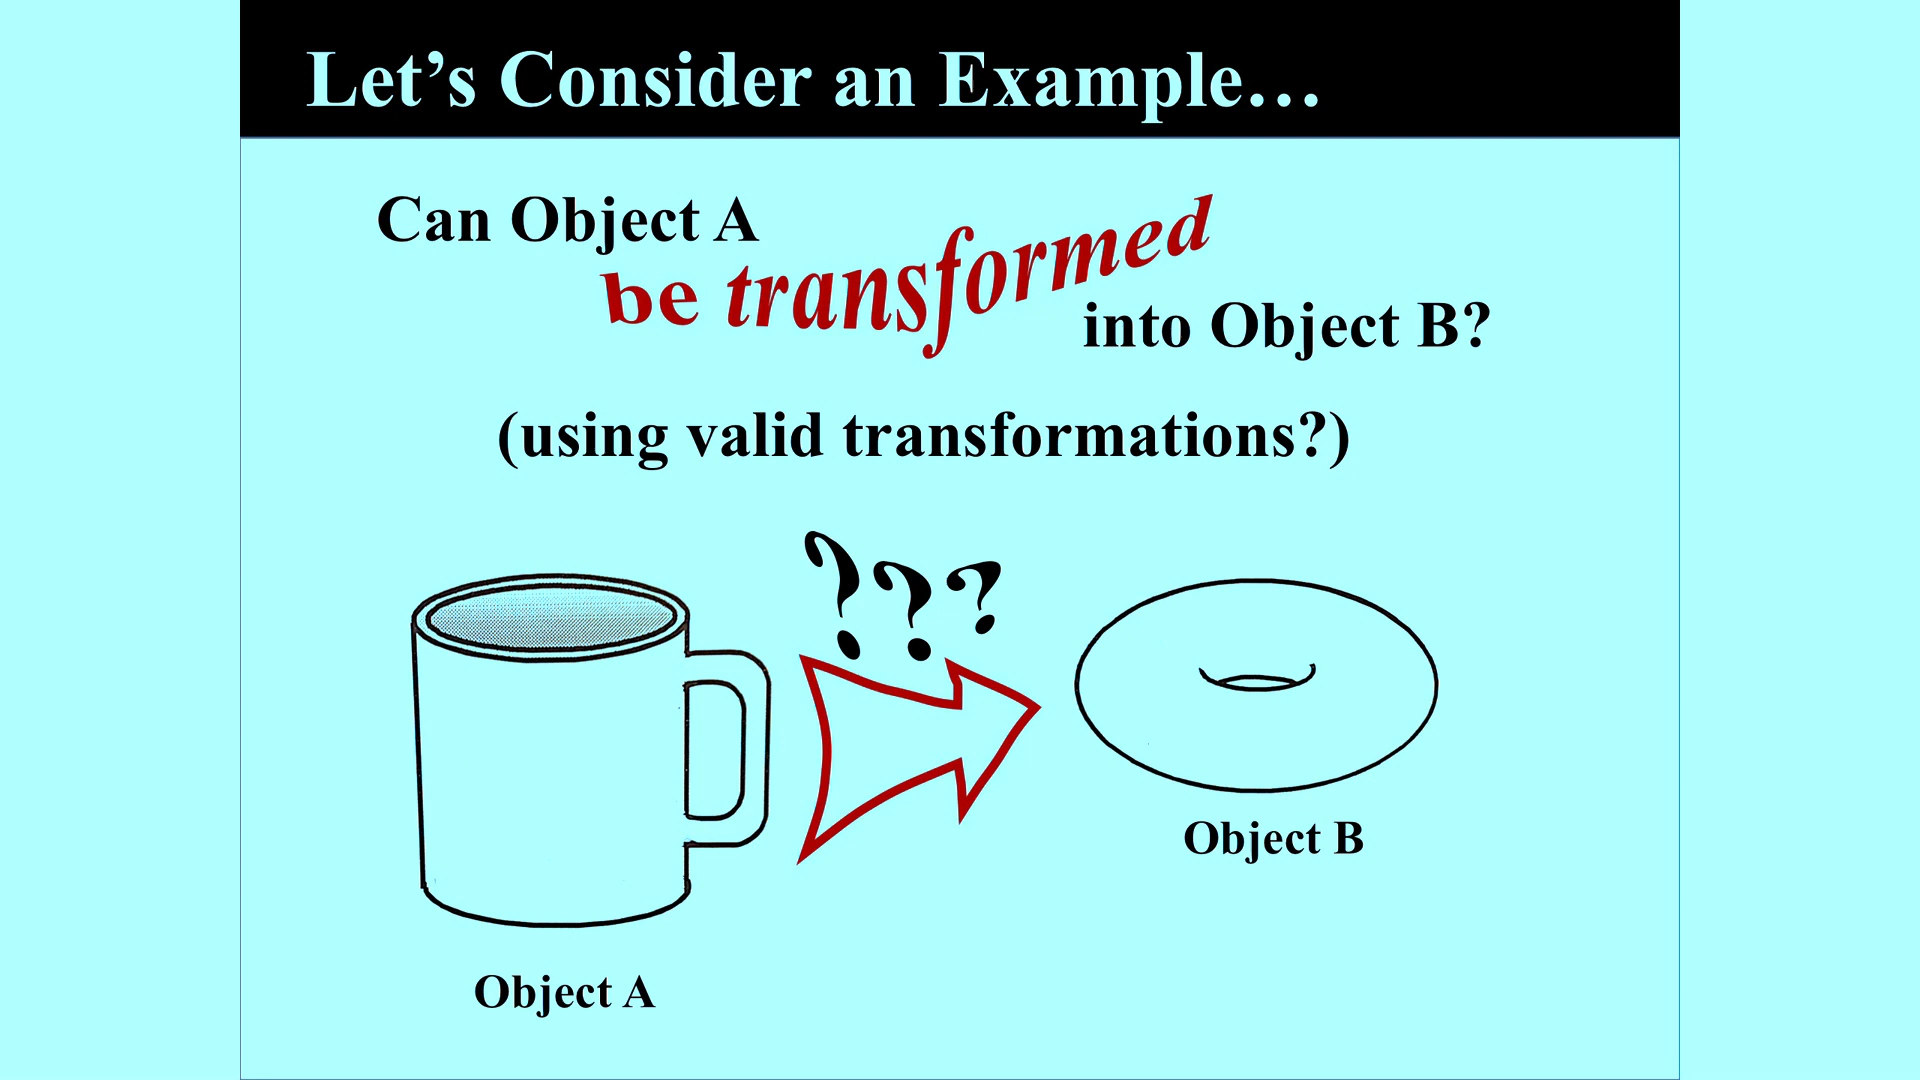 Let’s Consider an Example…
Can Object A
be transformed
into Object B?
(using valid transformations?)
???
Object B
Object A